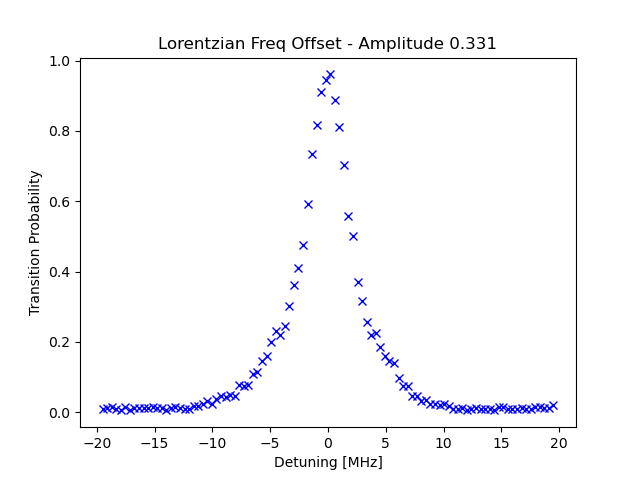 Lorentzian Freq Offset - Amplitude 0.331
1.0
0.8
0.6
0.4
0.2
0.0
Transition Probability
−20 −15 −10 −5 0 5 10 15 20
Detuning [MHz]